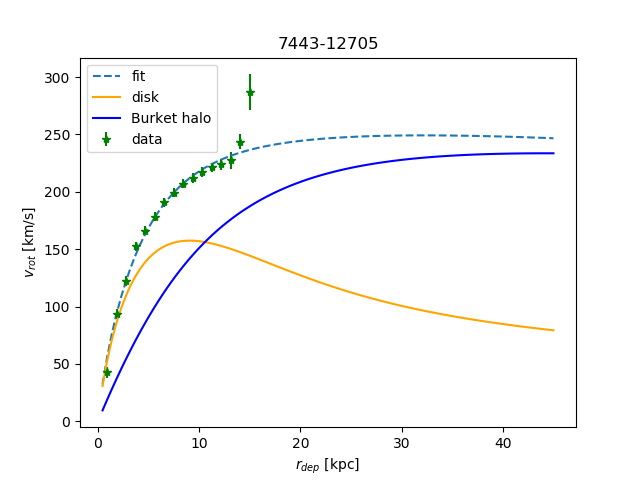 7443-12705
fit
disk
Burket halo
data
300
250
200
150
100
50
0
v_rot [km/s]
0 10 20 30 40
r_dep [kpc]